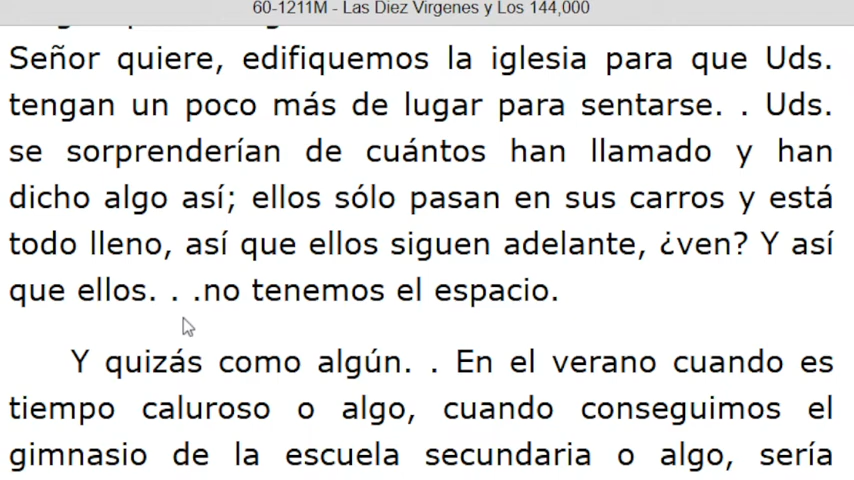 60-1211M - Las Diez Virgenes y Los 144,000
Señor quiere, edifiquemos la iglesia para que Uds.
tengan un poco más de lugar para sentarse. . Uds.
se sorprenderían de cuántos han llamado y han
dicho algo así; ellos sólo pasan en sus carros y está
todo lleno, así que ellos siguen adelante, ¿ven? Y así
que ellos. . .no tenemos el espacio.
Y quizás como algún. . En el verano cuando es
tiempo caluroso o algo, cuando conseguimos el
gimnasio de la escuela secundaria o algo, sería